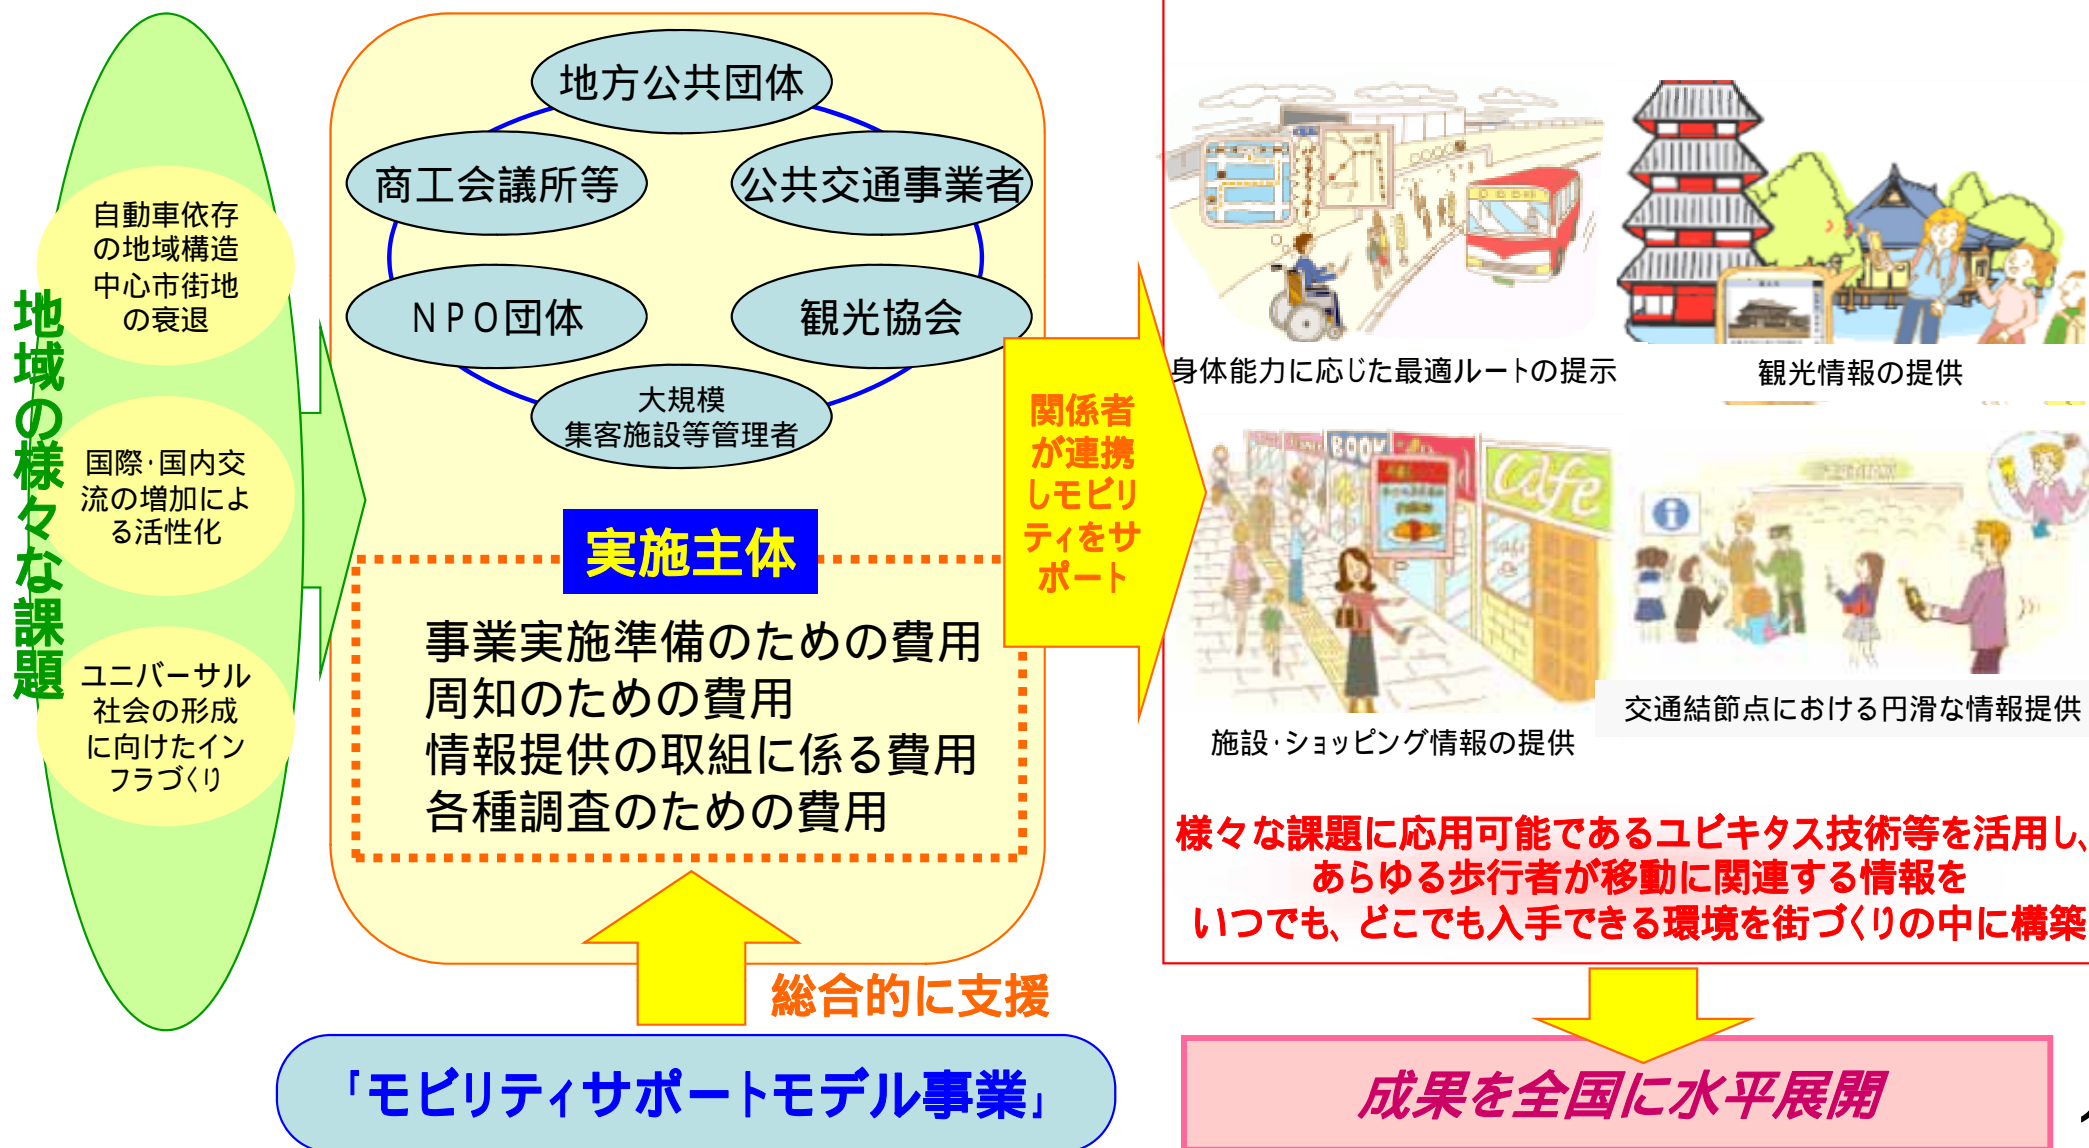 地域の様々な課題
自動車依存
の地域構造
中心市街地
の衰退
国際・国内交
流の増加によ
る活性化
ユニバーサル
社会の形成
に向けたイン
フラづくり
地方公共団体
商工会議所等
公共交通事業者
NPO団体
観光協会
大規模
集客施設等管理者
実施主体
事業実施準備のための費用
周知のための費用
情報提供の取組に係る費用
各種調査のための費用
総合的に支援
「モビリティサポートモデル事業」
関係者
が連携
しモビリ
ティをサ
ポート
身体能力に応じた最適ルートの提示
観光情報の提供
BOOK
cafe
i
施設・ショッピング情報の提供
交通結節点における円滑な情報提供
様々な課題に応用可能であるユビキタス技術等を活用し、
あらゆる歩行者が移動に関連する情報を
いつでも、どこでも入手できる環境を街づくりの中に構築
成果を全国に水平展開